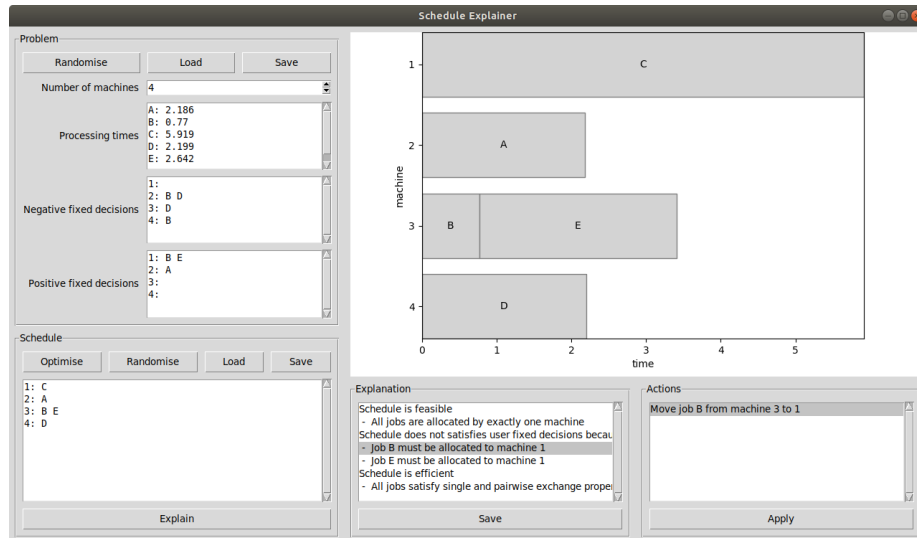 Schedule Explainer
Problem
Randomise Load Save
Number of machines 4
Processing times
A: 2.186
B: 0.77
C: 5.919
D: 2.199
E: 2.642
Negative fixed decisions
1:
2: B D
3: D
4: B
Positive fixed decisions
1: B E
2: A
3:
4:
Schedule
Optimise Randomise Load Save
1: C
2: A
3: B E
4: D
Explain
machine
1
2
3
4
C
A
B E
D
0 1 2 3 4 5
time
Explanation
Schedule is feasible
- All jobs are allocated by exactly one machine
Schedule does not satisfies user fixed decisions becau
- Job B must be allocated to machine 1
- Job E must be allocated to machine 1
Schedule is efficient
- All jobs satisfy single and pairwise exchange proper
Save
Actions
Move job B from machine 3 to 1
Apply